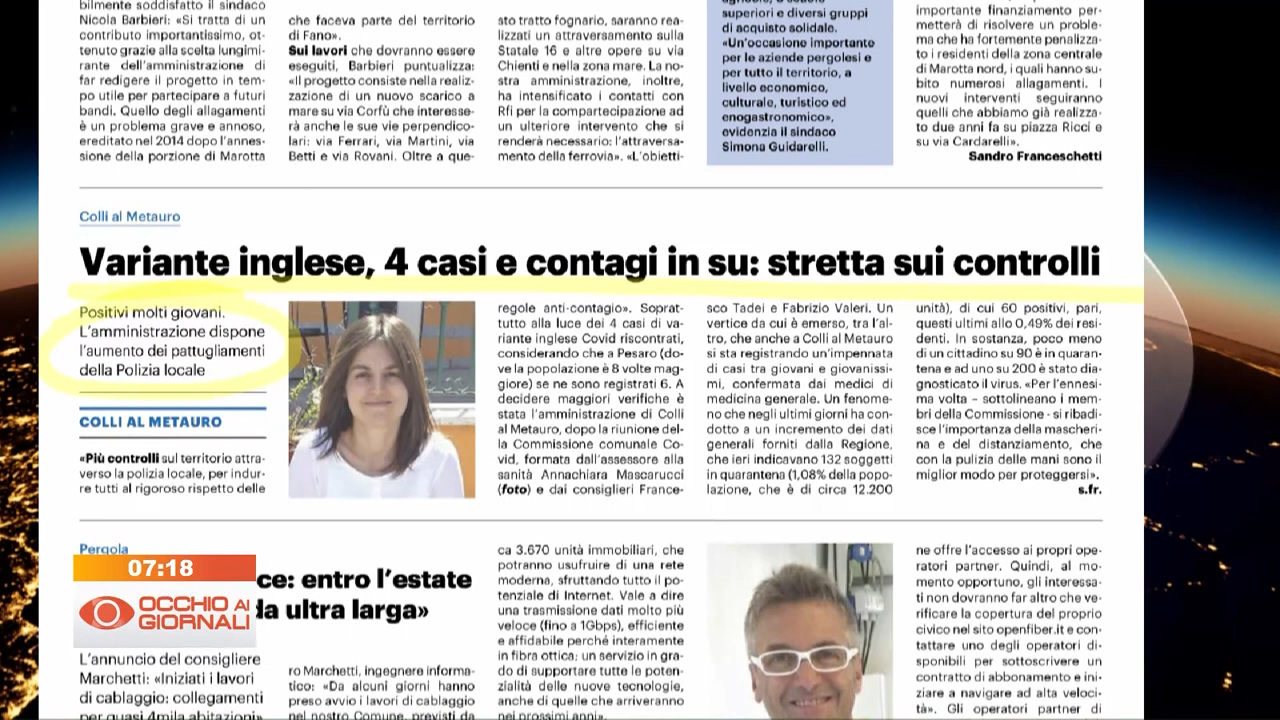 bilmente soddisfatto il sindaco
Nicola Barbieri: «Si tratta di un
contributo importantissimo, ot-
tenuto grazie alla scelta lungimi-
rante dell'amministrazione di
far redigere il progetto in tem-
po utile per partecipare a futuri
bandi. Quello degli allagamenti
è un problema grave e annoso,
ereditato nel 2014 dopo l'annes-
sione della porzione di Marotta
che faceva parte del territorio
di Fano».
Sui lavori che dovranno essere
eseguiti, Barbieri puntualizza:
«Il progetto consiste nella realiz-
zazione di un nuovo scarico a
mare su via Corfù che interesse-
rà anche le sue vie perpendico-
lari: via Ferrari, via Martini, via
Betti e via Rovani. Oltre a que-
sto tratto fognario, saranno rea-
lizzati un attraversamento sulla
Statale 16 e altre opere su via
Chienti e nella zona mare. La no-
stra amministrazione, inoltre,
ha intensificato i contatti con
Rfi per la compartecipazione ad
un ulteriore intervento che si
renderà necessario: l'attraversa-
mento della ferrovia». «L'obietti-
superiori e diversi gruppi
di acquisto solidale.
«Un'occasione importante
per le aziende pergolesi e
per tutto il territorio, a
livello economico,
culturale, turistico ed
enogastronomico»,
evidenzia il sindaco
Simona Guidarelli.
importante finanziamento per-
metterà di risolvere un proble-
ma che ha fortemente penalizza-
to i residenti della zona centrale
di Marotta nord, i quali hanno su-
bito numerosi allagamenti. I
nuovi interventi seguiranno
quelli che abbiamo già realizza-
to due anni fa su piazza Ricci e
su via Cardarelli».
Sandro Franceschetti
Colli al Metauro
Variante inglese, 4 casi e contagi in su: stretta sui controlli
Positivi molti giovani.
L'amministrazione dispone
l'aumento dei pattugliamenti
della Polizia locale
COLLI AL METAURO
«Più controlli sul territorio attra-
verso la polizia locale, per indur-
re tutti al rigoroso rispetto delle
regole anti-contagio». Soprat-
tutto alla luce dei 4 casi di va-
riante inglese Covid riscontrati,
considerando che a Pesaro (do-
ve la popolazione è 8 volte mag-
giore) se ne sono registrati 6. A
decidere maggiori verifiche è
stata l'amministrazione di Colli
al Metauro, dopo la riunione del-
la Commissione comunale Co-
vid, formata dall'assessore alla
sanità Annachiara Mascarucci
(foto) e dai consiglieri France-
sco Tadei e Fabrizio Valeri. Un
vertice da cui è emerso, tra l'al-
tro, che anche a Colli al Metauro
si sta registrando un'impennata
di casi tra giovani e giovanissi-
mi, confermata dai medici di
medicina generale. Un fenome-
no che negli ultimi giorni ha con-
dotto a un incremento dei dati
generali forniti dalla Regione,
che ieri indicavano 132 soggetti
in quarantena (1,08% della popo-
lazione, che è di circa 12.200
unità), di cui 60 positivi, pari,
questi ultimi allo 0,49% dei resi-
denti. In sostanza, poco meno
di un cittadino su 90 è in quaran-
tena e ad uno su 200 è stato dia-
gnosticato il virus. «Per l'ennesi-
ma volta – sottolineano i mem-
bri della Commissione - si ribadi-
sce l'importanza della mascheri-
na e del distanziamento, che
con la pulizia delle mani sono il
miglior modo per proteggersi».
s.fr.
Pergola
ce: entro l'estate
da ultra larga»
07:18
OCCHIO AI
GIORNALI
L'annuncio del consigliere
Marchetti: «Iniziati i lavori
di cablaggio: collegamenti
per quasi 4mila abitazioni»
ro Marchetti, ingegnere informa-
tico: «Da alcuni giorni hanno
preso avvio i lavori di cablaggio
nel nostro Comune, previsti da
ca 3.670 unità immobiliari, che
potranno usufruire di una rete
moderna, sfruttando tutto il po-
tenziale di Internet. Vale a dire
una trasmissione dati molto più
veloce (fino a 1Gbps), efficiente
e affidabile perché interamente
in fibra ottica; un servizio in gra-
do di supportare tutte le poten-
zialità delle nuove tecnologie,
anche di quelle che arriveranno
nei prossimi anni».
ne offre l'accesso ai propri ope-
ratori partner. Quindi, al mo-
mento opportuno, gli interessa-
ti non dovranno far altro che ve-
rificare la copertura del proprio
civico nel sito openfiber.it e con-
tattare uno degli operatori di-
sponibili per sottoscrivere un
contratto di abbonamento e ini-
ziare a navigare ad alta veloci-
tà». Gli operatori partner di